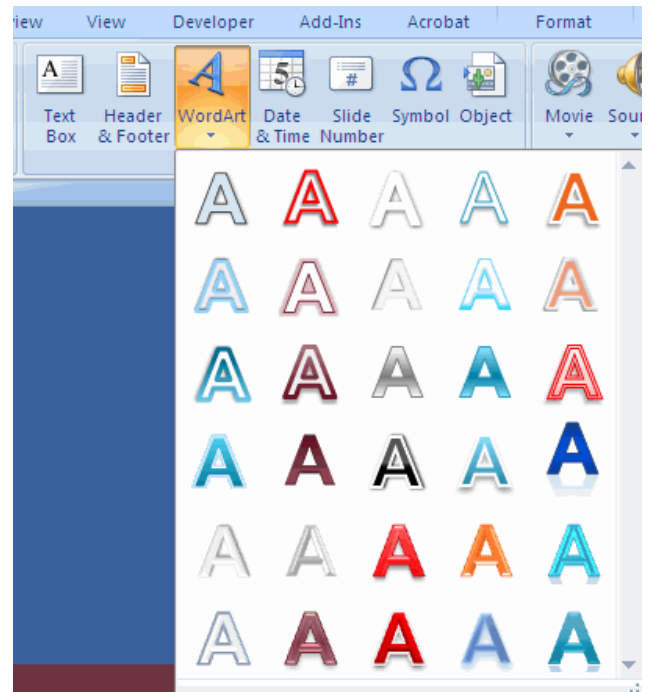 iew View Developer Add-Ins Acrobat Format
A 5 # Ω
Text Header WordArt Date Slide Symbol Object Movie Sou
Box & Footer & Time Number
A A A A A
A A A A A
A A A A A
A A A A A
A A A A A
A A A A A